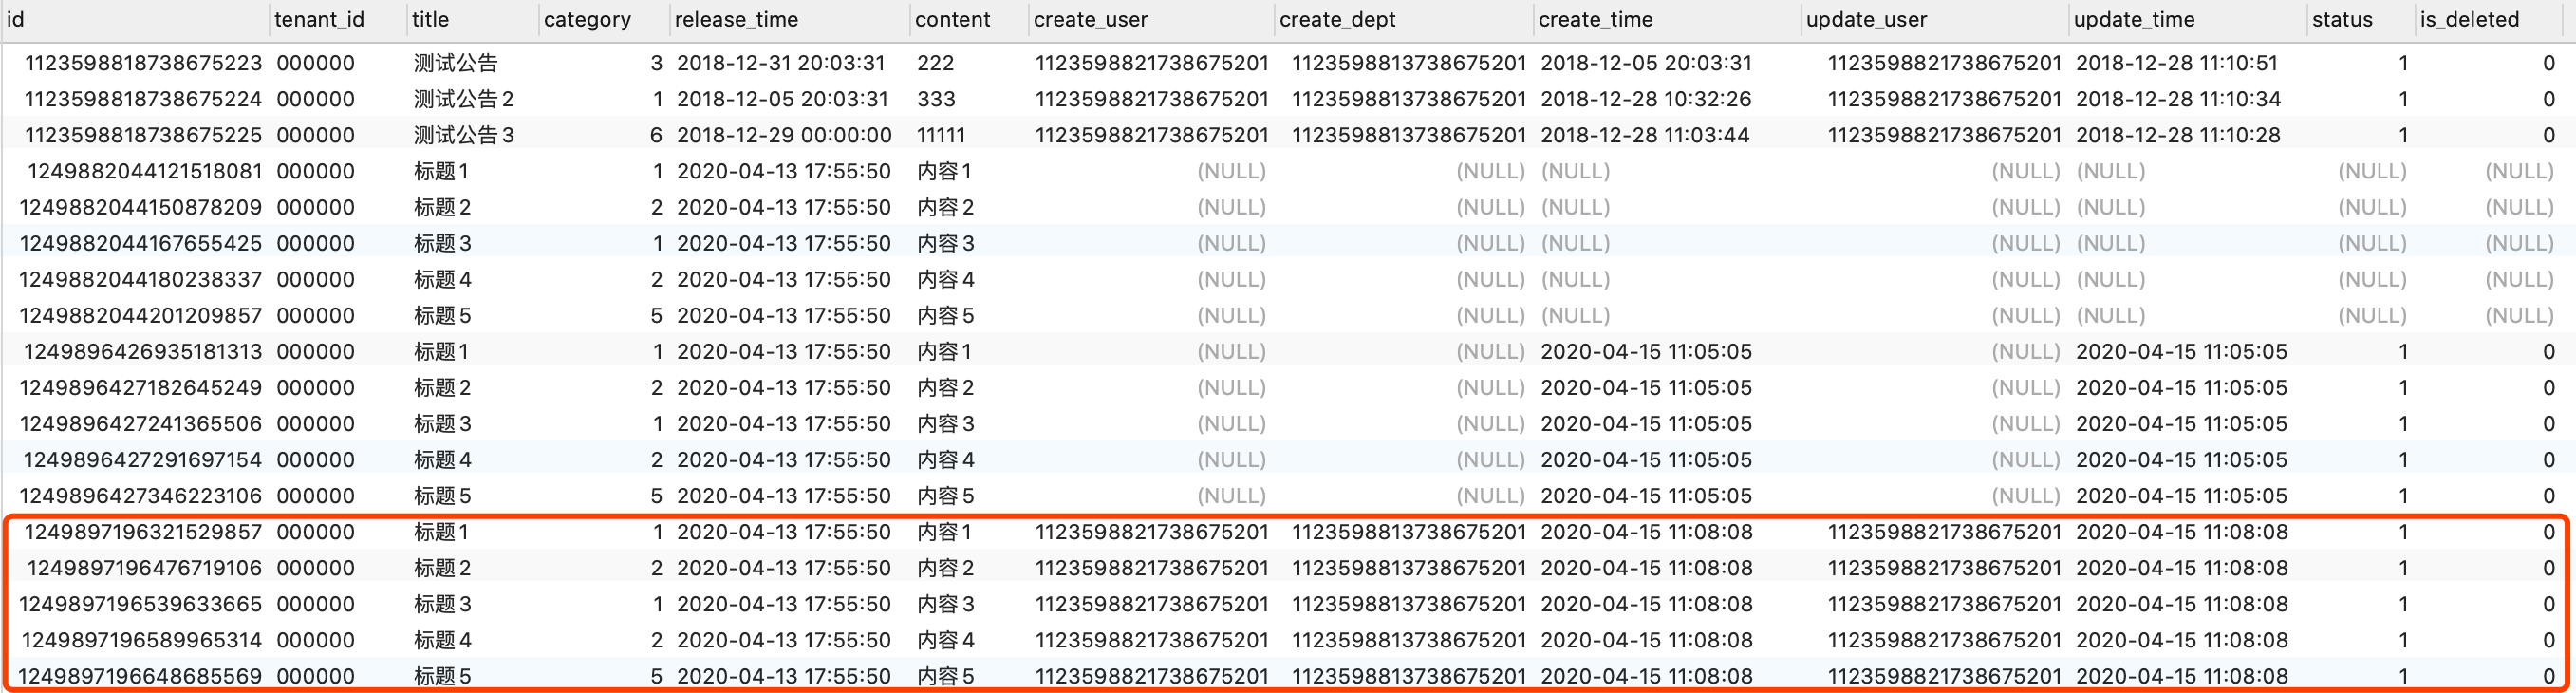 id tenant_id title category release_time content create_user create_dept create_time update_user update_time status is_deleted
1123598818738675223 000000 测试公告 3 2018-12-31 20:03:31 222 1123598821738675201 1123598813738675201 2018-12-05 20:03:31 1123598821738675201 2018-12-28 11:10:51 1 0
1123598818738675224 000000 测试公告2 1 2018-12-05 20:03:31 333 1123598821738675201 1123598813738675201 2018-12-28 10:32:26 1123598821738675201 2018-12-28 11:10:34 1 0
1123598818738675225 000000 测试公告3 6 2018-12-29 00:00:00 11111 1123598821738675201 1123598813738675201 2018-12-28 11:03:44 1123598821738675201 2018-12-28 11:10:28 1 0
1249882044121518081 000000 标题1 1 2020-04-13 17:55:50 内容1 (NULL) (NULL) (NULL) (NULL) (NULL) (NULL) (NULL)
1249882044150878209 000000 标题2 2 2020-04-13 17:55:50 内容2 (NULL) (NULL) (NULL) (NULL) (NULL) (NULL) (NULL)
1249882044167655425 000000 标题3 1 2020-04-13 17:55:50 内容3 (NULL) (NULL) (NULL) (NULL) (NULL) (NULL) (NULL)
1249882044180238337 000000 标题4 2 2020-04-13 17:55:50 内容4 (NULL) (NULL) (NULL) (NULL) (NULL) (NULL) (NULL)
1249882044201209857 000000 标题5 5 2020-04-13 17:55:50 内容5 (NULL) (NULL) (NULL) (NULL) (NULL) (NULL) (NULL)
1249896426935181313 000000 标题1 1 2020-04-13 17:55:50 内容1 (NULL) (NULL) 2020-04-15 11:05:05 (NULL) 2020-04-15 11:05:05 1 0
1249896427182645249 000000 标题2 2 2020-04-13 17:55:50 内容2 (NULL) (NULL) 2020-04-15 11:05:05 (NULL) 2020-04-15 11:05:05 1 0
1249896427241365506 000000 标题3 1 2020-04-13 17:55:50 内容3 (NULL) (NULL) 2020-04-15 11:05:05 (NULL) 2020-04-15 11:05:05 1 0
1249896427291697154 000000 标题4 2 2020-04-13 17:55:50 内容4 (NULL) (NULL) 2020-04-15 11:05:05 (NULL) 2020-04-15 11:05:05 1 0
1249896427346223106 000000 标题5 5 2020-04-13 17:55:50 内容5 (NULL) (NULL) 2020-04-15 11:05:05 (NULL) 2020-04-15 11:05:05 1 0
1249897196321529857 000000 标题1 1 2020-04-13 17:55:50 内容1 1123598821738675201 1123598813738675201 2020-04-15 11:08:08 1123598821738675201 2020-04-15 11:08:08 1 0
1249897196476719106 000000 标题2 2 2020-04-13 17:55:50 内容2 1123598821738675201 1123598813738675201 2020-04-15 11:08:08 1123598821738675201 2020-04-15 11:08:08 1 0
1249897196539633665 000000 标题3 1 2020-04-13 17:55:50 内容3 1123598821738675201 1123598813738675201 2020-04-15 11:08:08 1123598821738675201 2020-04-15 11:08:08 1 0
1249897196589965314 000000 标题4 2 2020-04-13 17:55:50 内容4 1123598821738675201 1123598813738675201 2020-04-15 11:08:08 1123598821738675201 2020-04-15 11:08:08 1 0
1249897196648685569 000000 标题5 5 2020-04-13 17:55:50 内容5 1123598821738675201 1123598813738675201 2020-04-15 11:08:08 1123598821738675201 2020-04-15 11:08:08 1 0